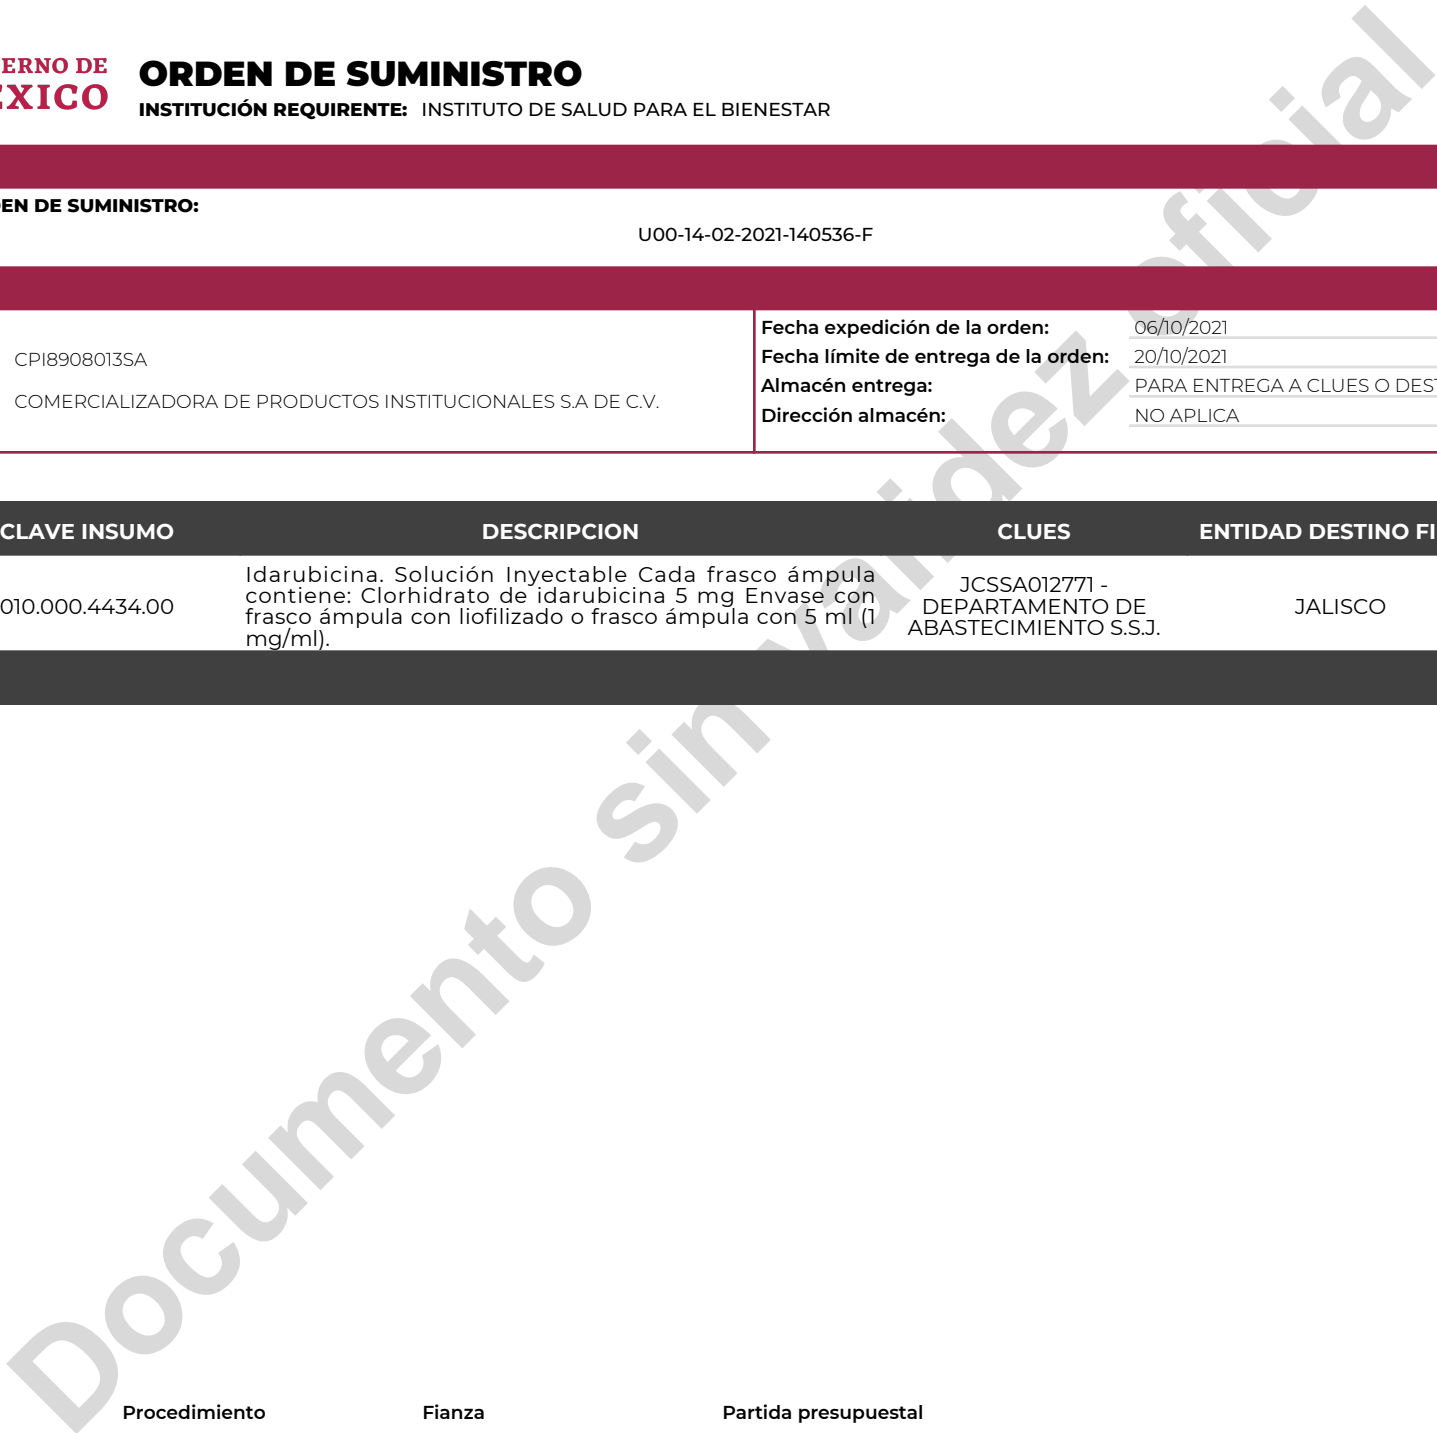 ERNO DE
EXICO
ORDEN DE SUMINISTRO
INSTITUCIÓN REQUIRENTE: INSTITUTO DE SALUD PARA EL BIENESTAR
EN DE SUMINISTRO:
U00-14-02-2021-140536-F
CPI8908013SA
COMERCIALIZADORA DE PRODUCTOS INSTITUCIONALES S.A DE C.V.
Fecha expedición de la orden: 06/10/2021
Fecha límite de entrega de la orden: 20/10/2021
Almacén entrega: PARA ENTREGA A CLUES O DEST
Dirección almacén: NO APLICA
CLAVE INSUMO DESCRIPCION CLUES ENTIDAD DESTINO FI
010.000.4434.00
Idarubicina. Solución Inyectable Cada frasco ámpula
contiene: Clorhidrato de idarubicina 5 mg Envase con
frasco ámpula con liofilizado o frasco ámpula con 5 ml (1
mg/ml).
JCSSA012771 -
DEPARTAMENTO DE
ABASTECIMIENTO S.S.J.
JALISCO
Documento sin validez oficial
Procedimiento Fianza Partida presupuestal